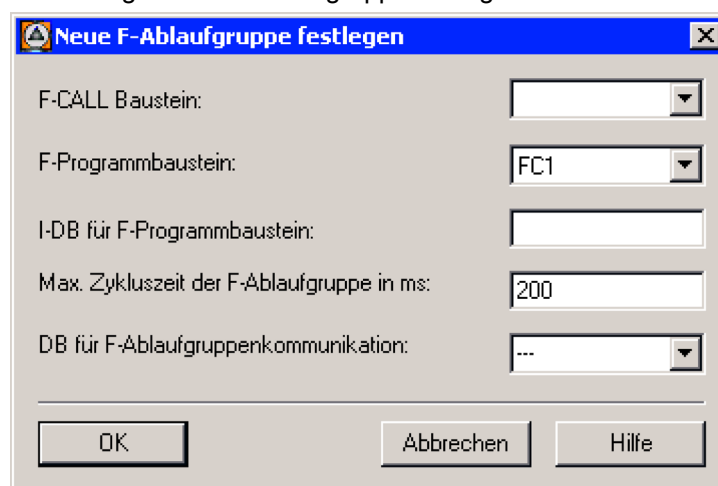 Neue F-Ablaufgruppe festlegen
F-CALL Baustein:
F-Programmbaustein: FC1
I-DB für F-Programmbaustein:
Max. Zykluszeit der F-Ablaufgruppe in ms: 200
DB für F-Ablaufgruppenkommunikation: ---
OK Abbrechen Hilfe